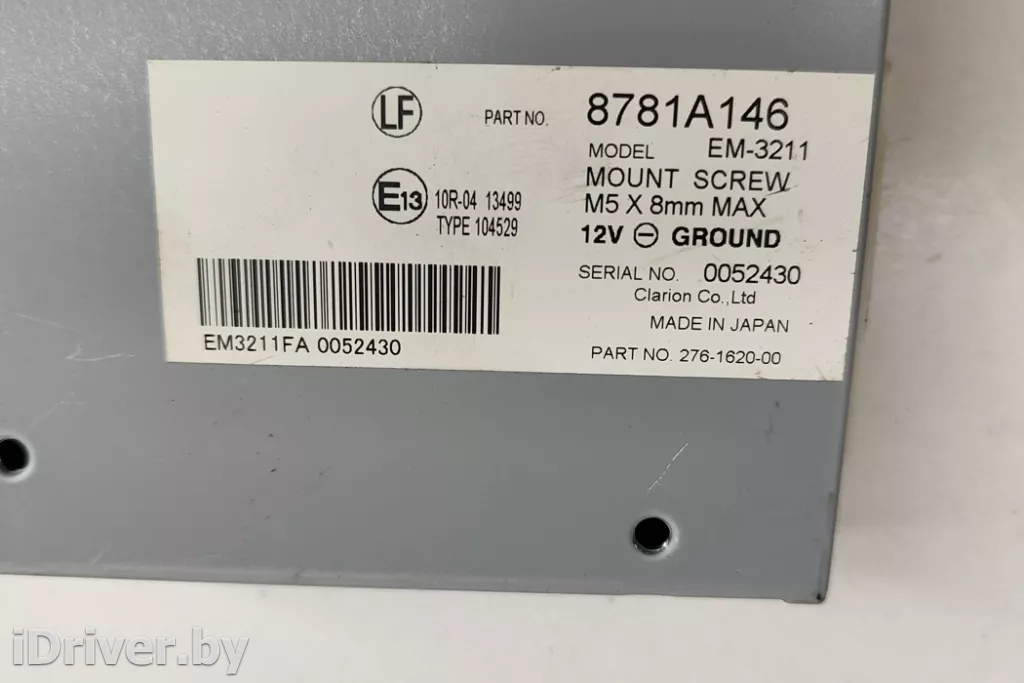 LF
PART NO. 8781A146
MODEL EM-3211
MOUNT SCREW
M5 X 8mm MAX
12V ⊖ GROUND
E13 10R-04 13499
TYPE 104529
SERIAL NO. 0052430
Clarion Co.,Ltd
MADE IN JAPAN
EM3211FA 0052430
PART NO. 276-1620-00
iDriver.by